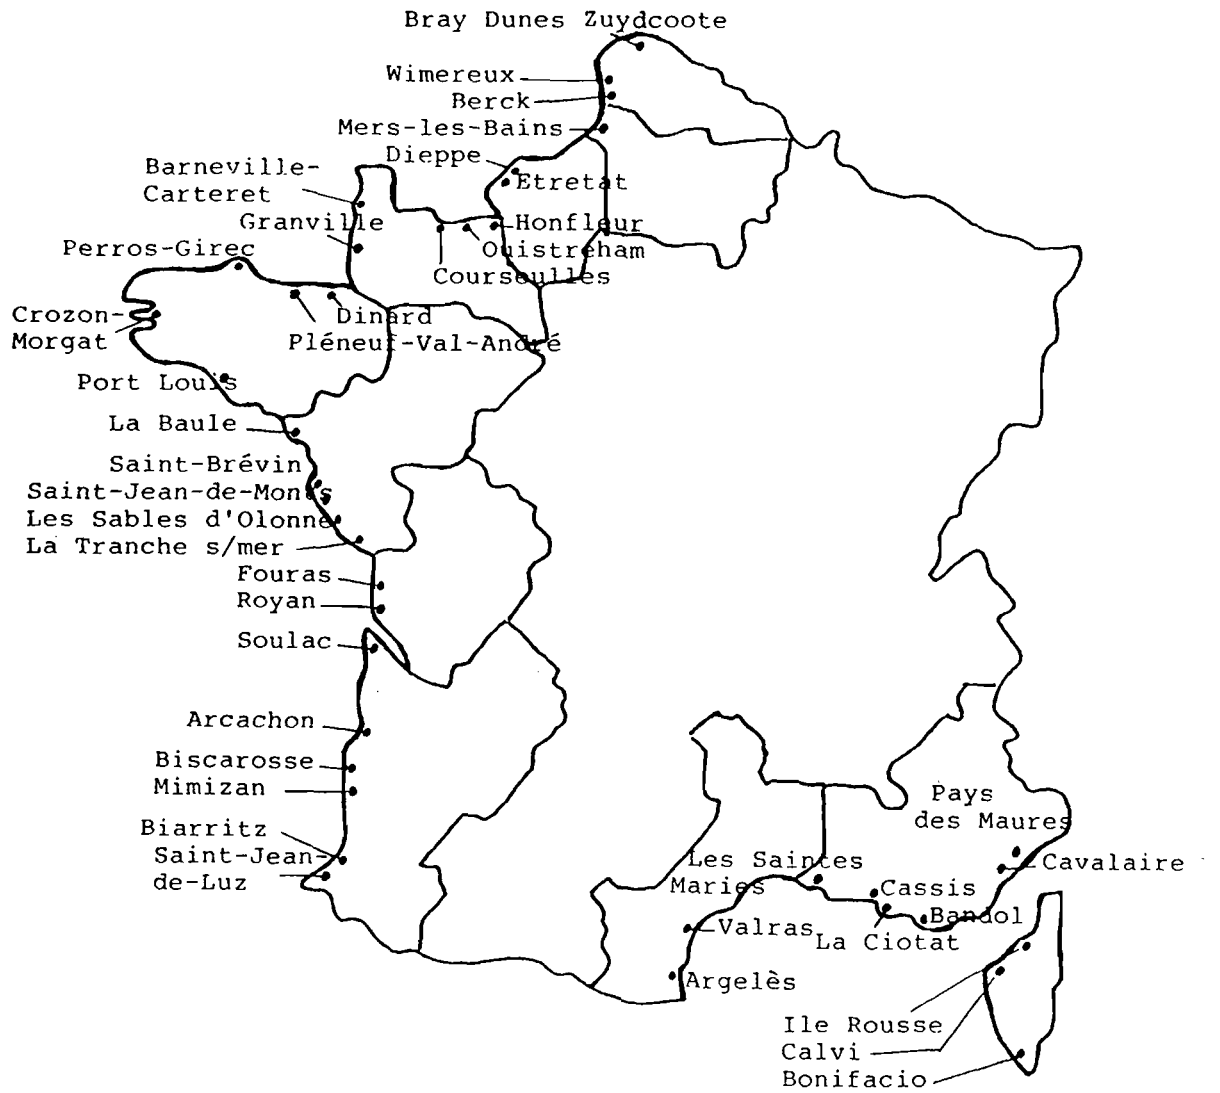 Bray Dunes Zuydcoote
Wimereux
Berck
Mers-les-Bains
Dieppe
Etretat
Barneville-
Carteret
Granville
Honfleur
Ouistreham
Courseulles
Perros-Girec
Crozon-
Morgat
Dinard
Pléneuf-Val-André
Port Louis
La Baule
Saint-Brévin
Saint-Jean-de-Monts
Les Sables d'Olonne
La Tranche s/mer
Fouras
Royan
Soulac
Arcachon
Biscarosse
Mimizan
Biarritz
Saint-Jean-
de-Luz
Pays
des Maures
Les Saintes
Maries
Cavalaire
Cassis
Bandol
Valras
La Ciotat
Argelès
Ile Rousse
Calvi
Bonifacio